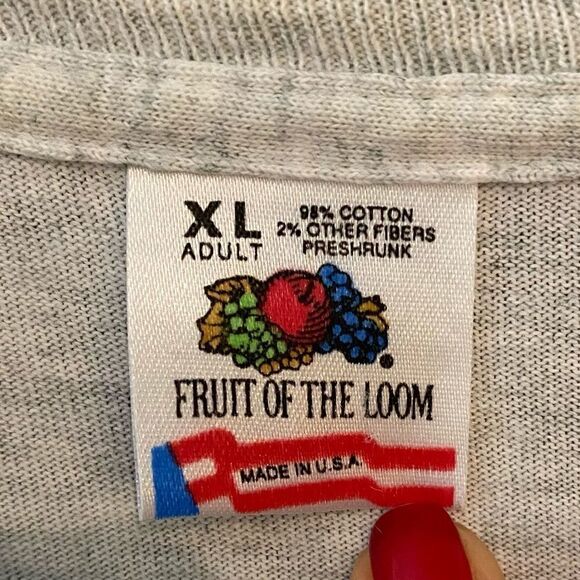 XL
ADULT
98% COTTON
2% OTHER FIBERS
PRESHRUNK
®
FRUIT OF THE LOOM
MADE IN U.S.A.